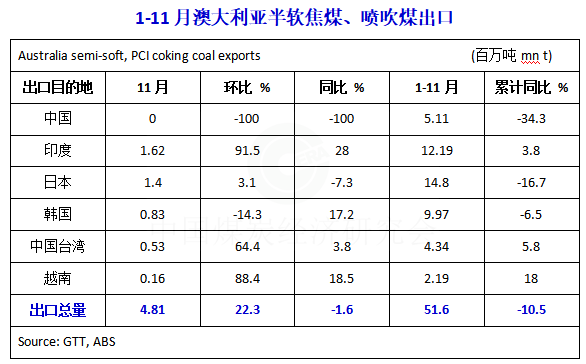 1-11 月澳大利亚半软焦煤、喷吹煤出口
Australia semi-soft, PCI coking coal exports (百万吨 mn t)
出口目的地 11 月 环比 % 同比 % 1-11 月 累计同比 %
中国 0 -100 -100 5.11 -34.3
印度 1.62 91.5 28 12.19 3.8
日本 1.4 3.1 -7.3 14.8 -16.7
韩国 0.83 -14.3 17.2 9.97 -6.5
中国台湾 0.53 64.4 3.8 4.34 5.8
越南 0.16 88.4 18.5 2.19 18
出口总量 4.81 22.3 -1.6 51.6 -10.5
Source: GTT, ABS